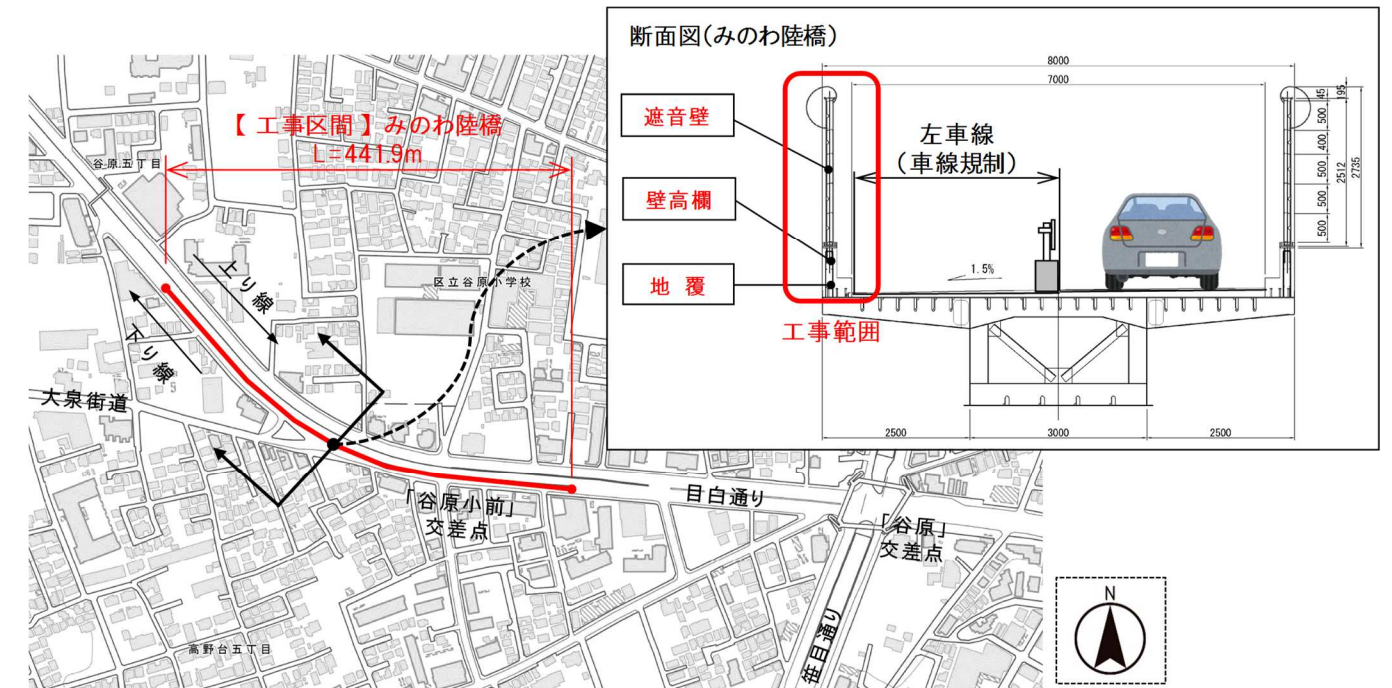 断面図(みのわ陸橋)
8000
7000
遮音壁
壁高欄
地 覆
工事範囲
左車線
(車線規制)
1.5%
45
195
500
400
500
500
500
2512
2735
2500
3000
2500
【 工事区間 】みのわ陸橋
L=441.9m
谷原五丁目
上り線
下り線
区立谷原小学校
大泉街道
「谷原小前」
交差点
目白通り
「谷原」
交差点
笹目通り
高野台五丁目
N